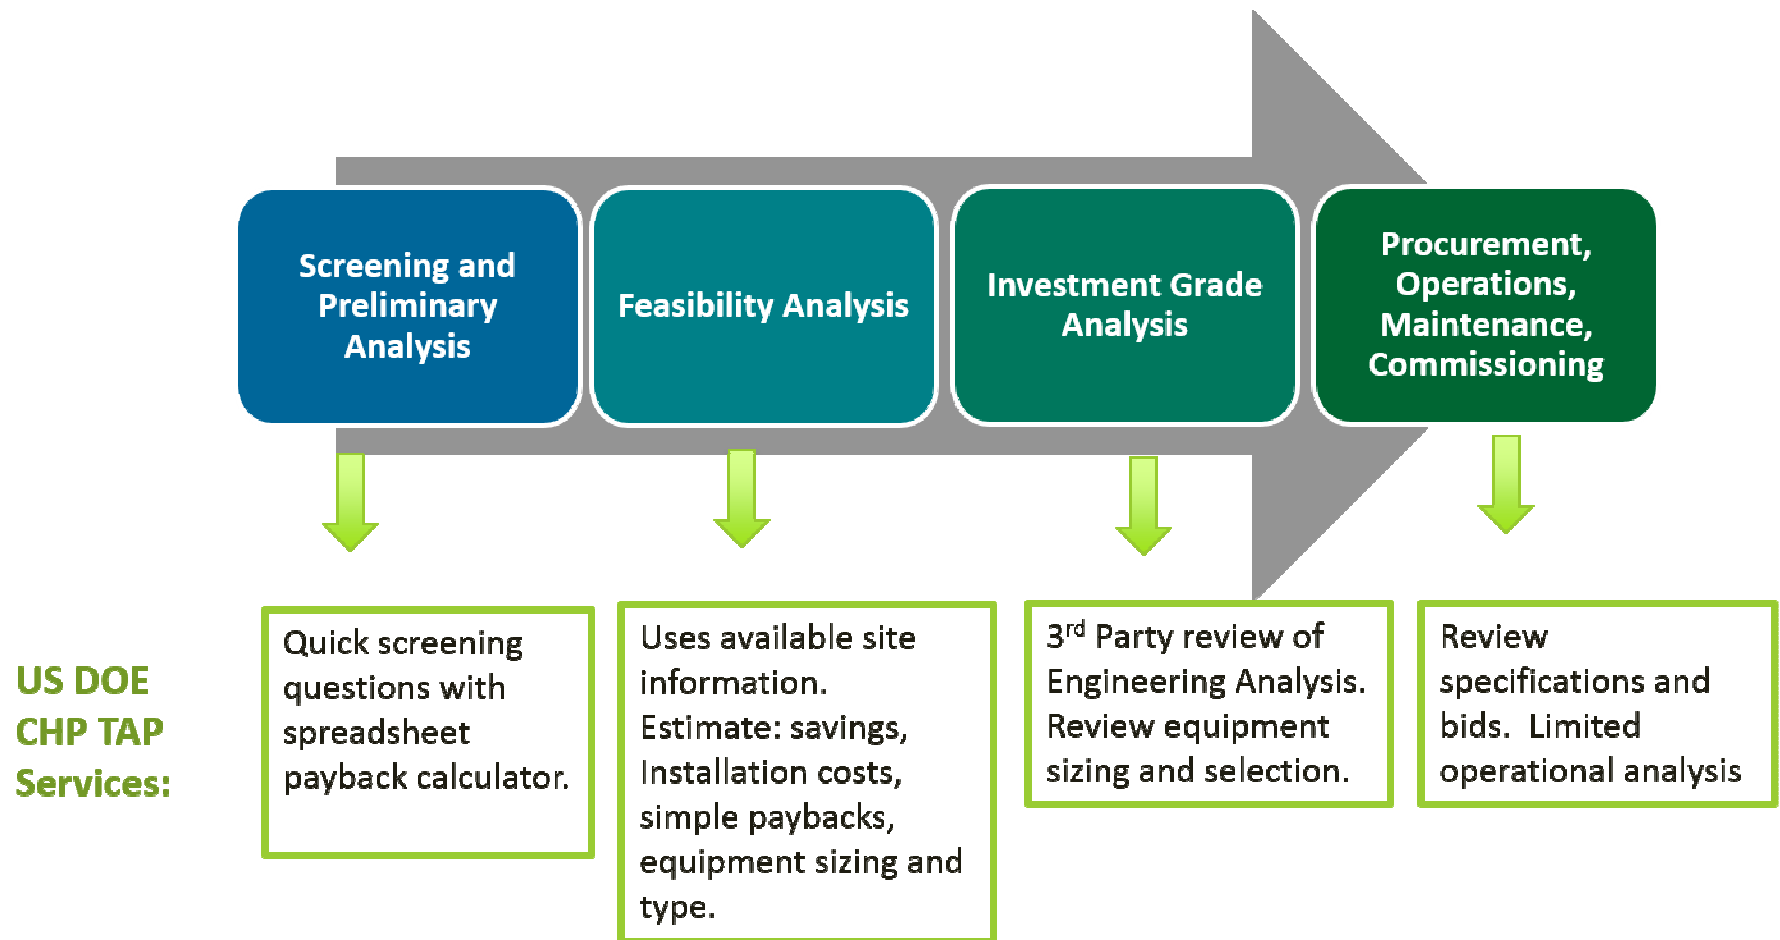 Screening and
Preliminary
Analysis
Feasibility Analysis
Investment Grade
Analysis
Procurement,
Operations,
Maintenance,
Commissioning
US DOE
CHP TAP
Services:
Quick screening
questions with
spreadsheet
payback calculator.
Uses available site
information.
Estimate: savings,
Installation costs,
simple paybacks,
equipment sizing and
type.
3rd Party review of
Engineering Analysis.
Review equipment
sizing and selection.
Review
specifications and
bids.  Limited
operational analysis